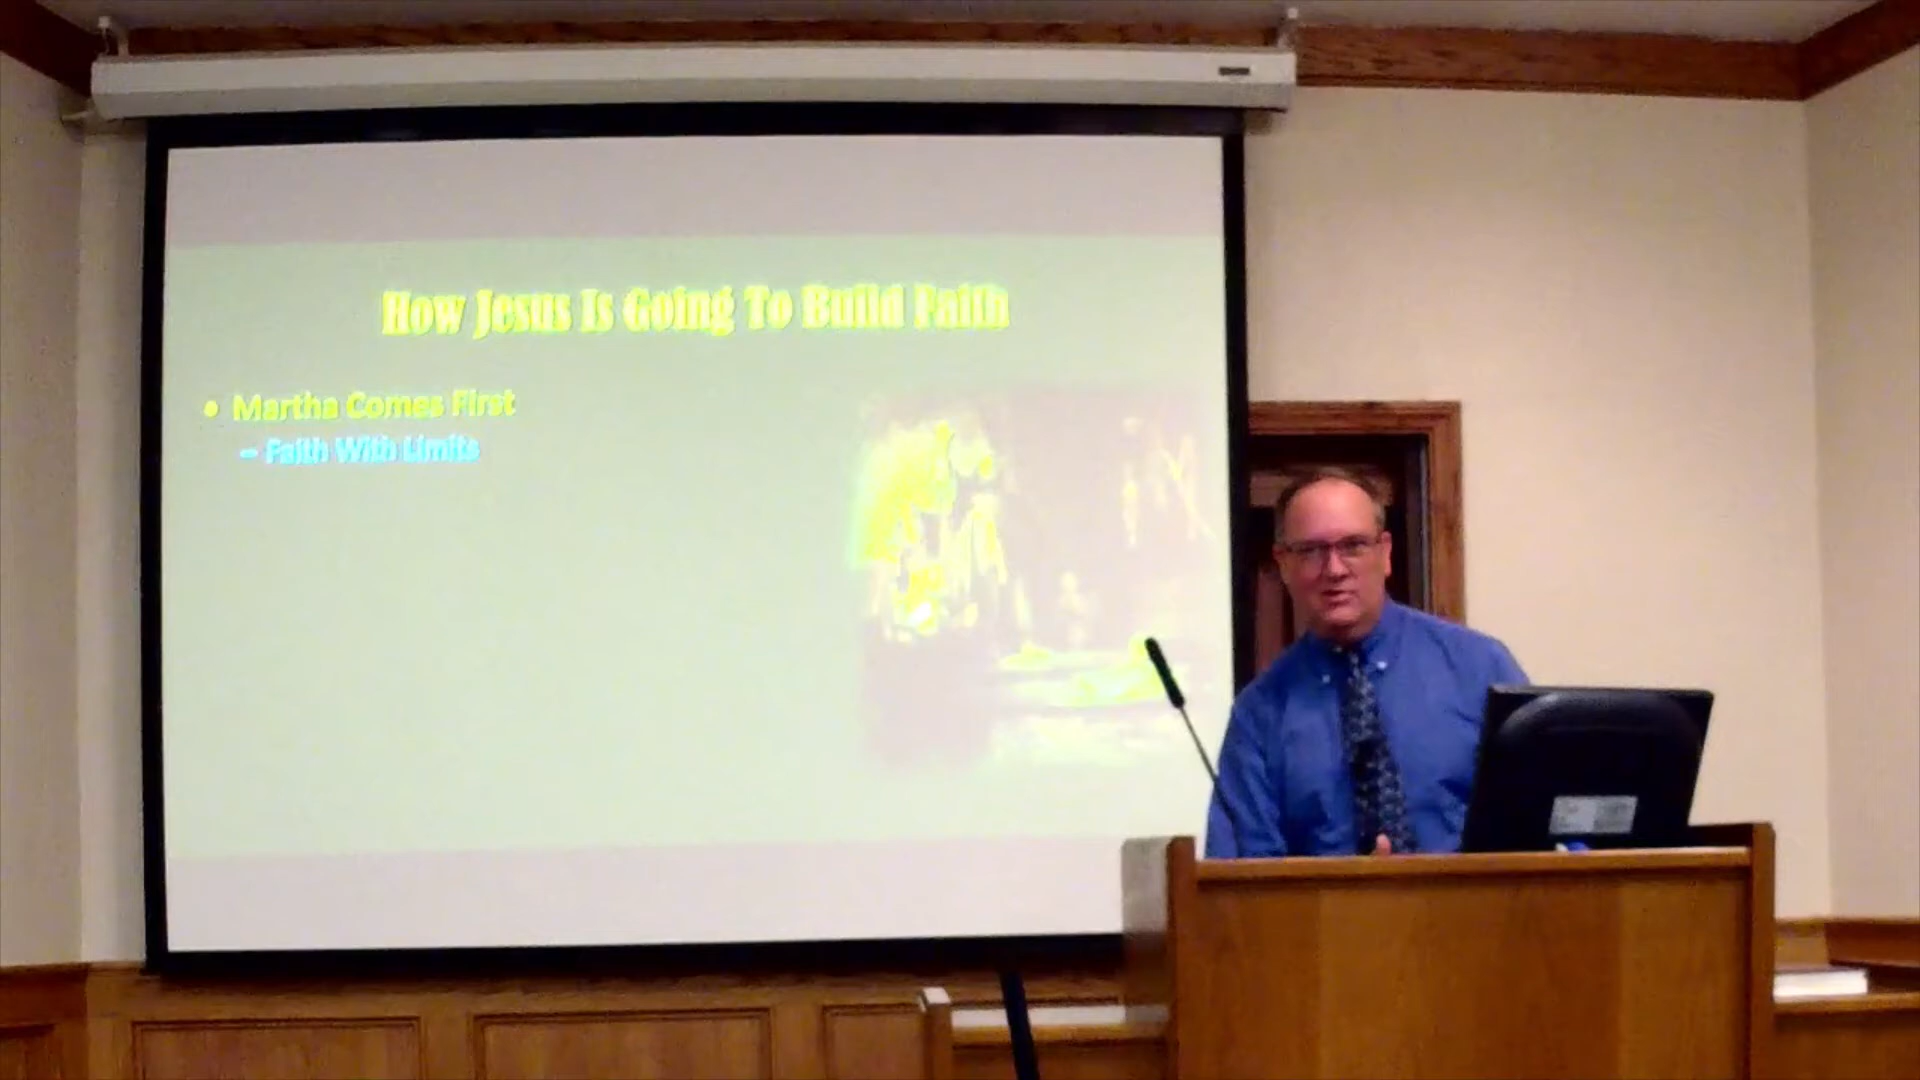 How Jesus Is Going To Build Faith
• Martha Comes First
– Faith With Limits